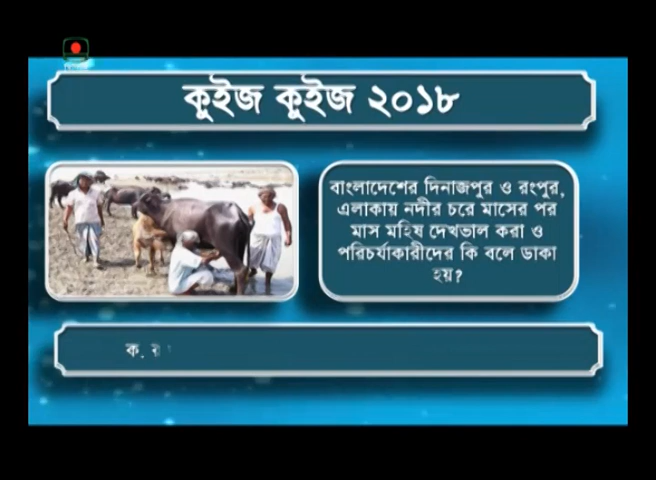 কুইজ কুইজ ২০১৮
বাংলাদেশের দিনাজপুর ও রংপুর,
এলাকায় নদীর চরে মাসের পর
মাস মহিষ দেখভাল করা ও
পরিচর্যাকারীদের কি বলে ডাকা
হয়?
ক.